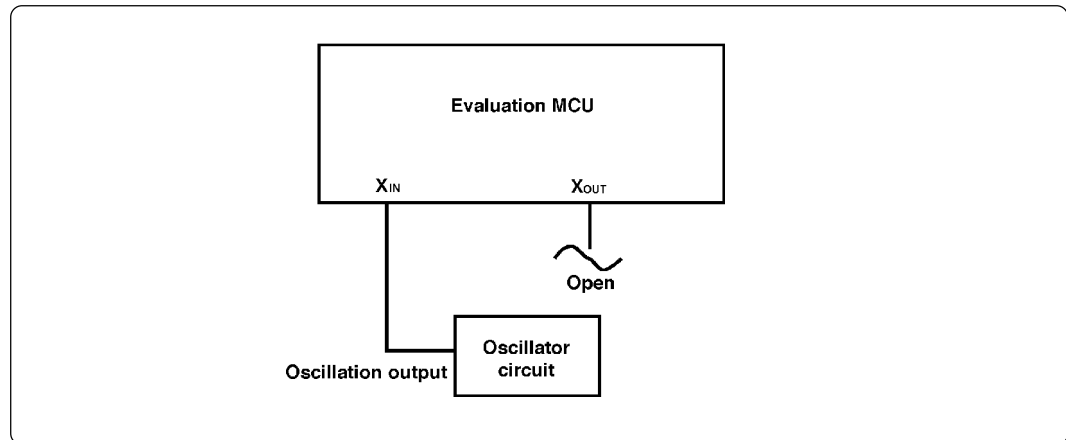 Evaluation MCU
XIN
XOUT
Open
Oscillator
circuit
Oscillation output